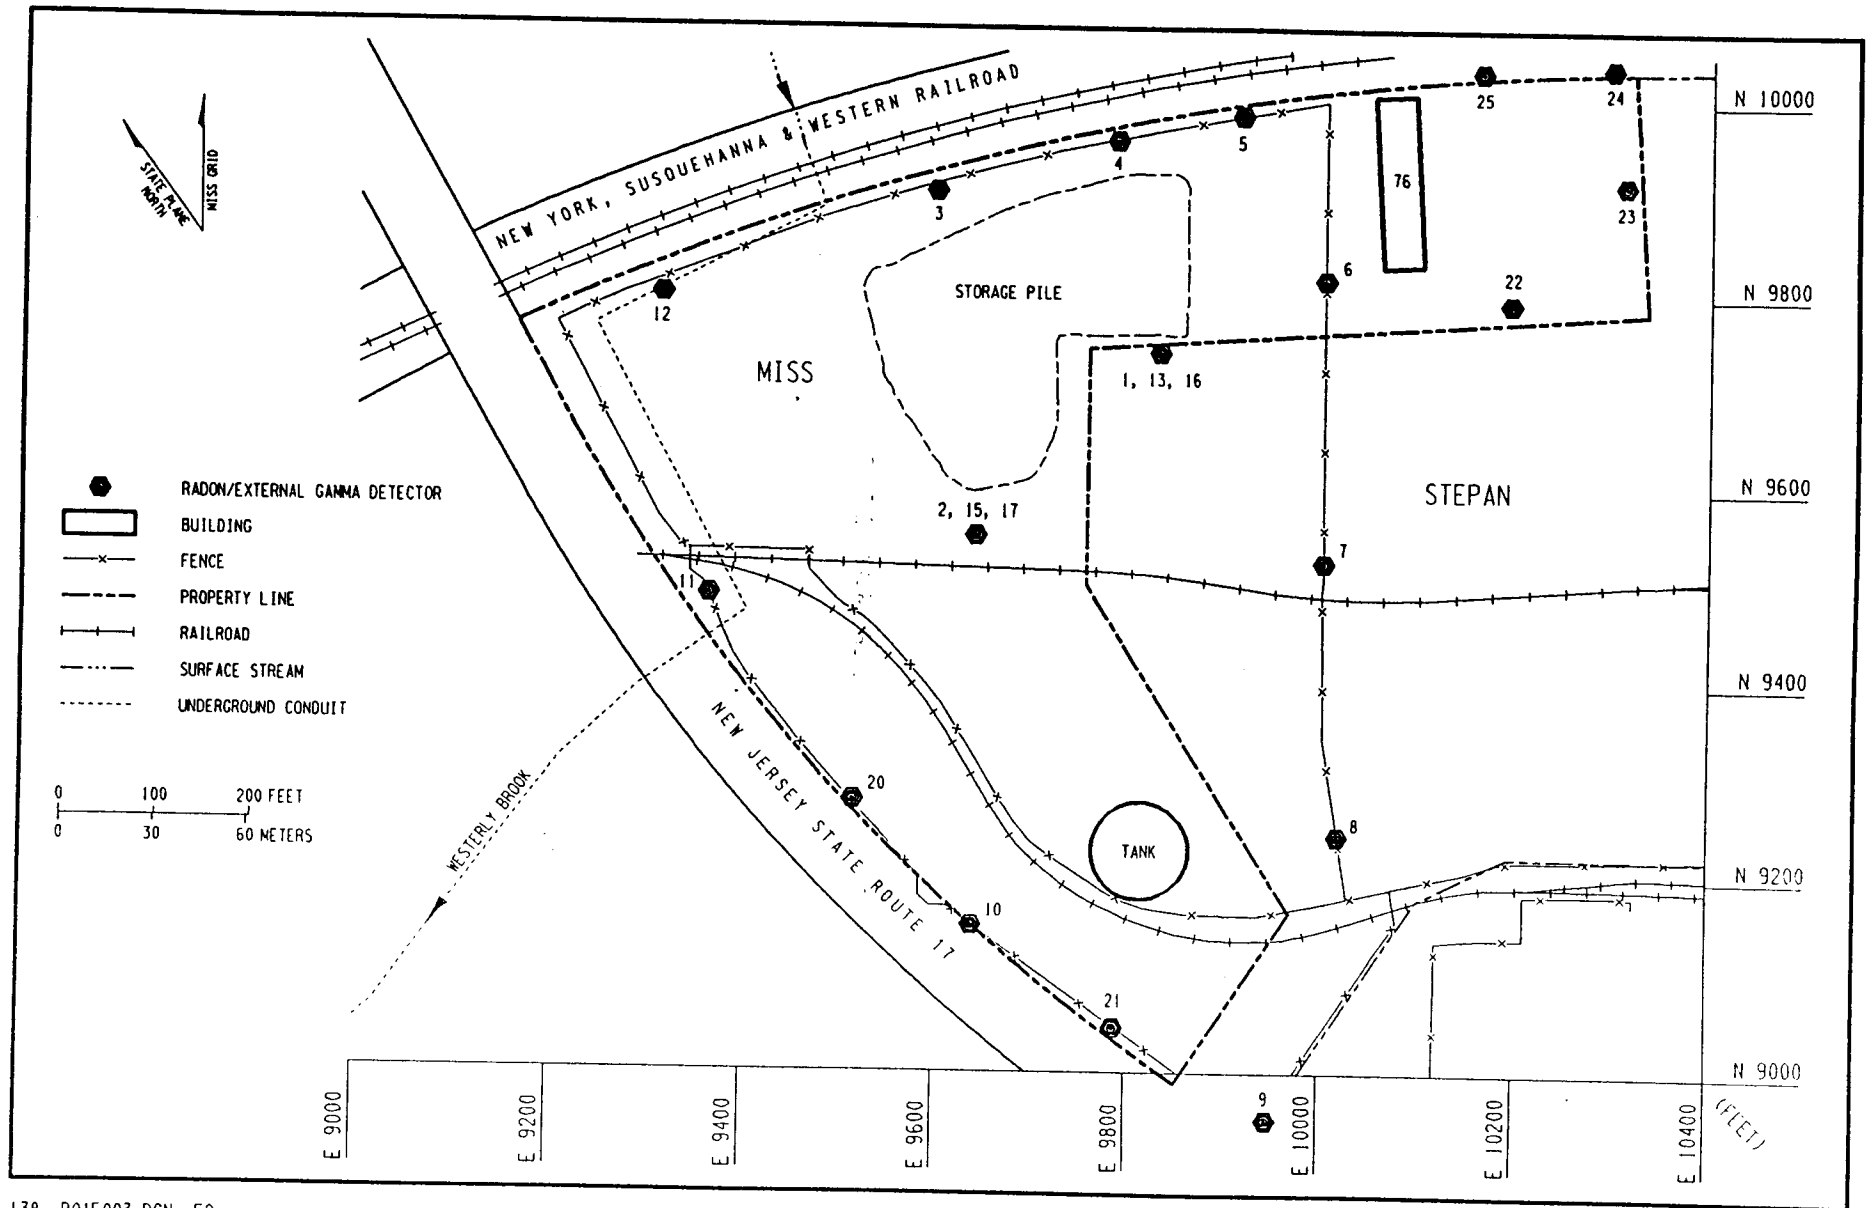 NEW YORK, SUSQUEHANNA & WESTERN RAILROAD
STATE PLANE
NORTH
MISS GRID
25
24
N 10000
5
4
76
3
23
6
22
N 9800
12
STORAGE PILE
MISS
1, 13, 16
RADON/EXTERNAL GAMMA DETECTOR
BUILDING
FENCE
PROPERTY LINE
RAILROAD
SURFACE STREAM
UNDERGROUND CONDUIT
STEPAN
N 9600
2, 15, 17
7
11
N 9400
NEW JERSEY STATE ROUTE 17
20
0 100 200 FEET
0 30 60 METERS
WESTERLY BROOK
8
TANK
N 9200
10
21
N 9000
9
E 9000
E 9200
E 9400
E 9600
E 9800
E 10000
E 10200
E 10400
(FEET)